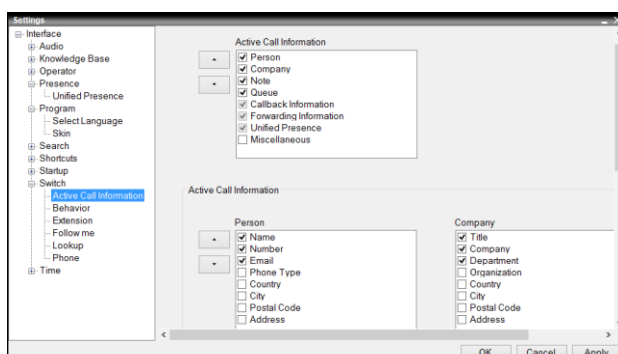 Settings
Interface
Audio
Knowledge Base
Operator
Presence
Unified Presence
Program
Select Language
Skin
Search
Shortcuts
Startup
Switch
Active Call Information
Behavior
Extension
Follow me
Lookup
Phone
Time
Active Call Information
Person
Company
Note
Queue
Callback Information
Forwarding Information
Unified Presence
Miscellaneous
Active Call Information
Person
Name
Number
Email
Phone Type
Country
City
Postal Code
Address
Company
Title
Company
Department
Organization
Country
City
Postal Code
Address
OK Cancel Apply